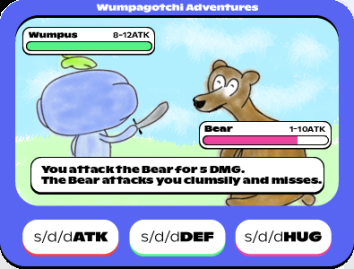 Wumpagotchi Adventures
Wumpus 8-12ATK
Bear 1-10ATK
You attack the Bear for 5 DMG.
The Bear attacks you clumsily and misses.
s/d/dATK s/d/dDEF s/d/dHUG